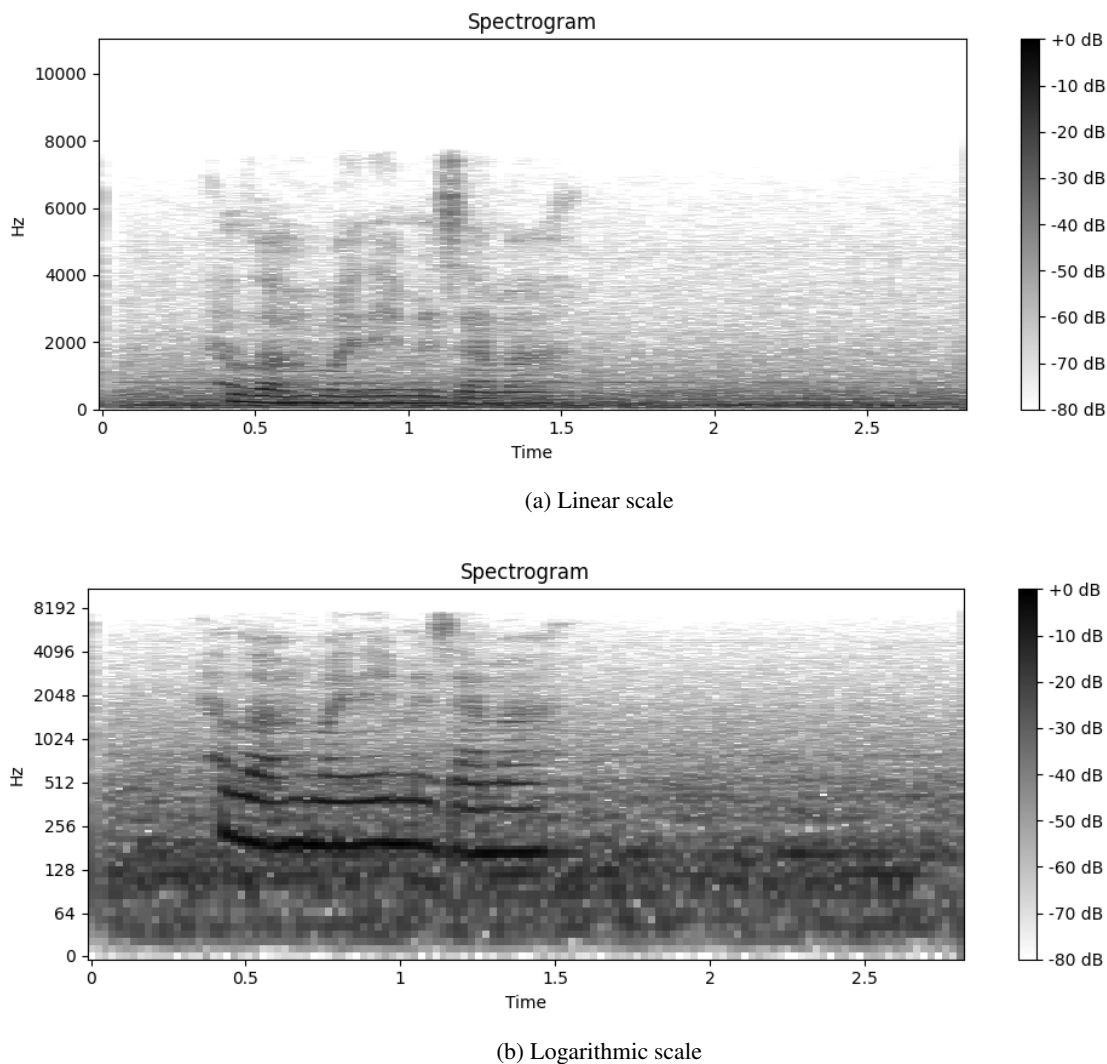 Spectrogram
10000
8000
6000
4000
2000
0
Hz
0
0.5
1
1.5
2
2.5
Time
+0 dB
-10 dB
-20 dB
-30 dB
-40 dB
-50 dB
-60 dB
-70 dB
-80 dB
(a) Linear scale
Spectrogram
8192
4096
2048
1024
512
256
128
64
0
Hz
0
0.5
1
1.5
2
2.5
Time
+0 dB
-10 dB
-20 dB
-30 dB
-40 dB
-50 dB
-60 dB
-70 dB
-80 dB
(b) Logarithmic scale